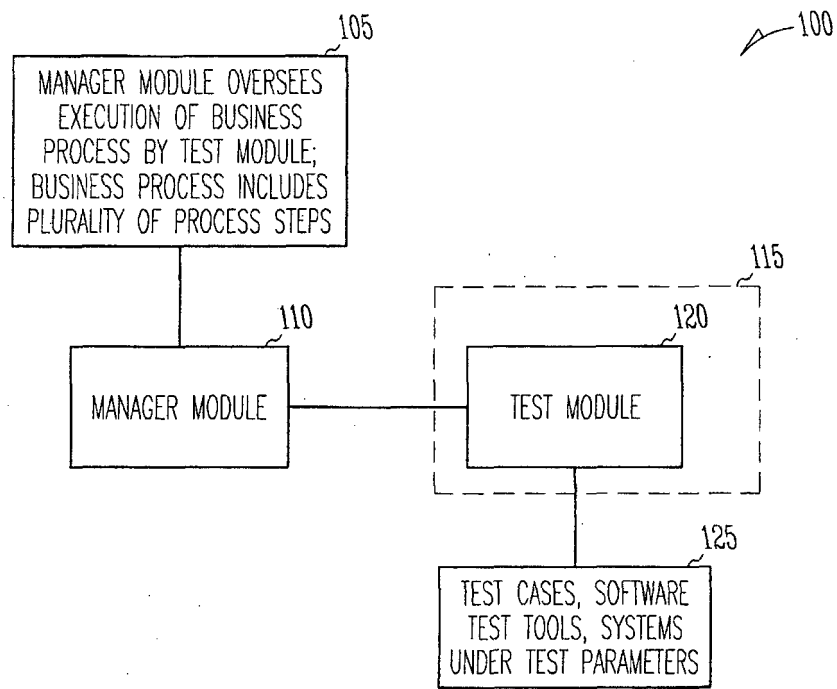 100
105
MANAGER MODULE OVERSEES
EXECUTION OF BUSINESS
PROCESS BY TEST MODULE;
BUSINESS PROCESS INCLUDES
PLURALITY OF PROCESS STEPS
110
MANAGER MODULE
115
120
TEST MODULE
125
TEST CASES, SOFTWARE
TEST TOOLS, SYSTEMS
UNDER TEST PARAMETERS